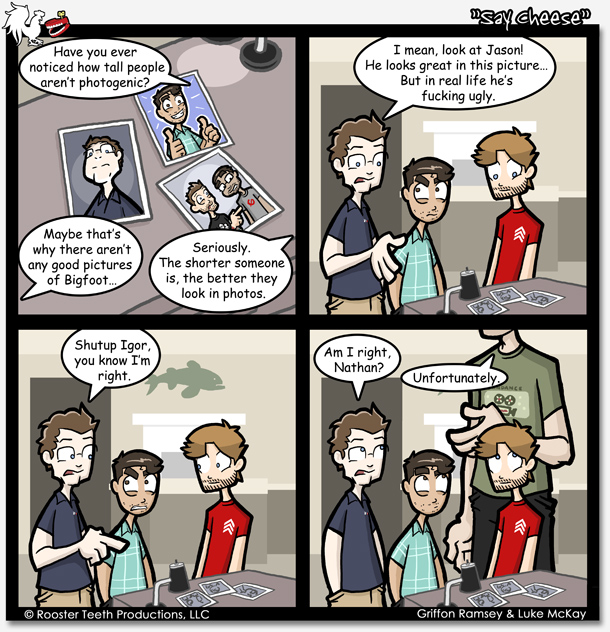 "Say Cheese"
Have you ever
noticed how tall people
aren't photogenic?
Maybe that's
why there aren't
any good pictures
of Bigfoot...
Seriously.
The shorter someone
is, the better they
look in photos.
I mean, look at Jason!
He looks great in this picture...
But in real life he's
fucking ugly.
Shutup Igor,
you know I'm
right.
Am I right,
Nathan?
Unfortunately.
© Rooster Teeth Productions, LLC
Griffon Ramsey & Luke McKay